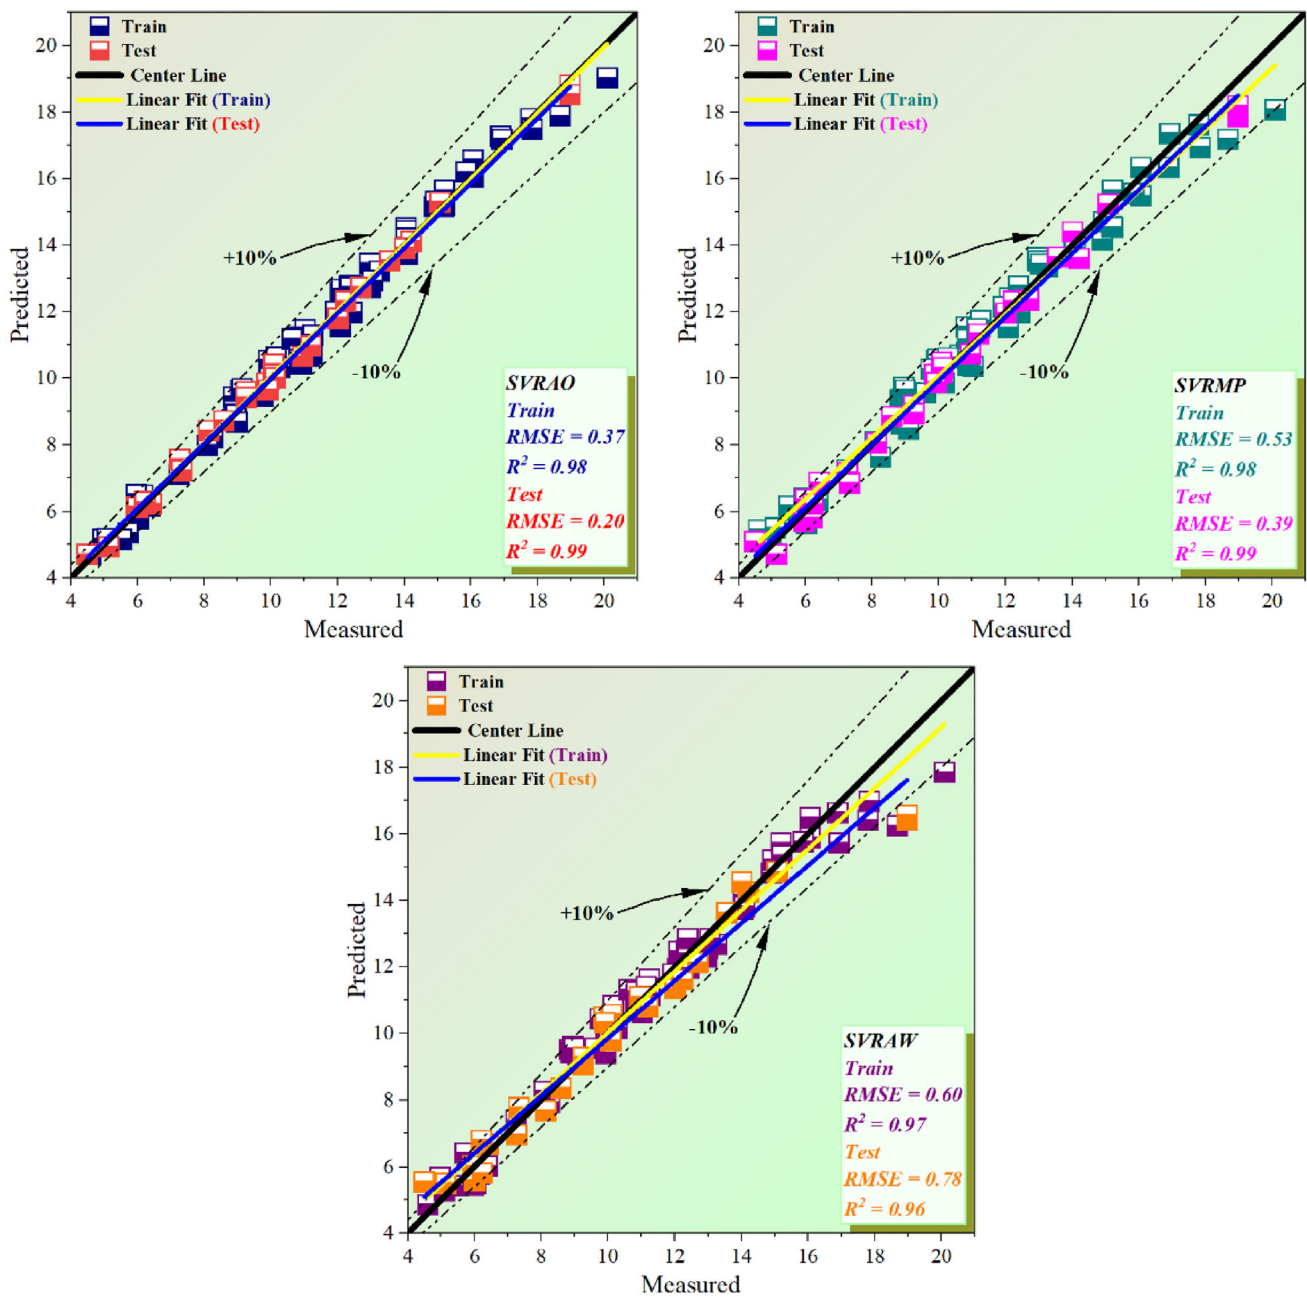 Train
Test
Center Line
Linear Fit (Train)
Linear Fit (Test)
+10%
-10%
SVRAO
Train
RMSE = 0.37
R² = 0.98
Test
RMSE = 0.20
R² = 0.99
20
18
16
14
12
10
8
6
4
4 6 8 10 12 14 16 18 20
Predicted
Measured
Train
Test
Center Line
Linear Fit (Train)
Linear Fit (Test)
+10%
-10%
SVRMP
Train
RMSE = 0.53
R² = 0.98
Test
RMSE = 0.39
R² = 0.99
20
18
16
14
12
10
8
6
4
4 6 8 10 12 14 16 18 20
Predicted
Measured
Train
Test
Center Line
Linear Fit (Train)
Linear Fit (Test)
+10%
-10%
SVRAW
Train
RMSE = 0.60
R² = 0.97
Test
RMSE = 0.78
R² = 0.96
20
18
16
14
12
10
8
6
4
4 6 8 10 12 14 16 18 20
Predicted
Measured